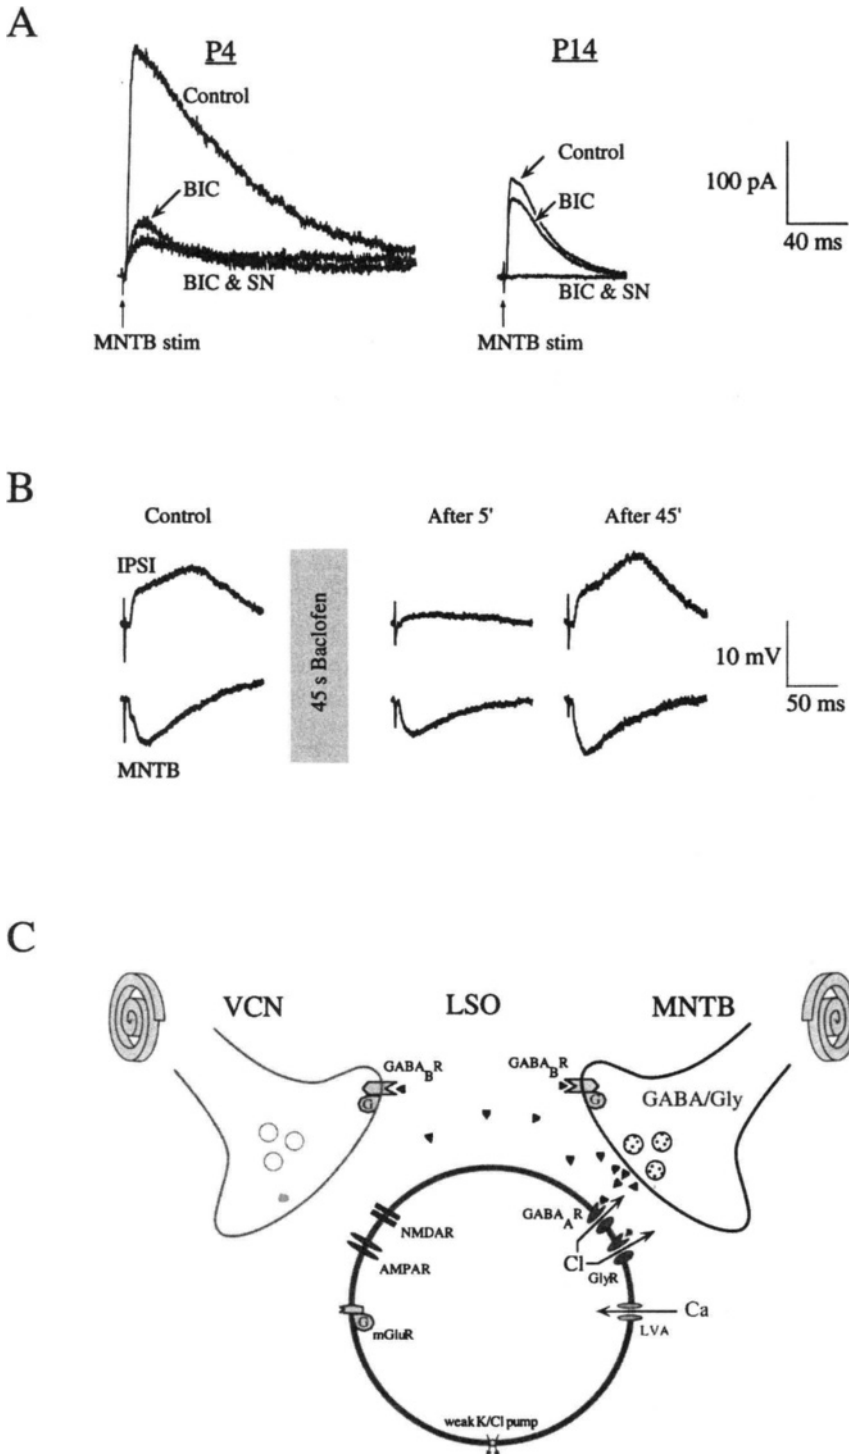 A
P4
P14
Control
BIC
BIC & SN
MNTB stim
Control
BIC
BIC & SN
MNTB stim
100 pA
40 ms
B
Control
After 5'
After 45'
IPSI
MNTB
45 s Baclofen
10 mV
50 ms
C
VCN
LSO
MNTB
GABABR
G
GABABR
G
GABA/Gly
GABAAR
NMDAR
AMPAR
Cl
GlyR
G
mGluR
Ca
LVA
weak K/Cl pump